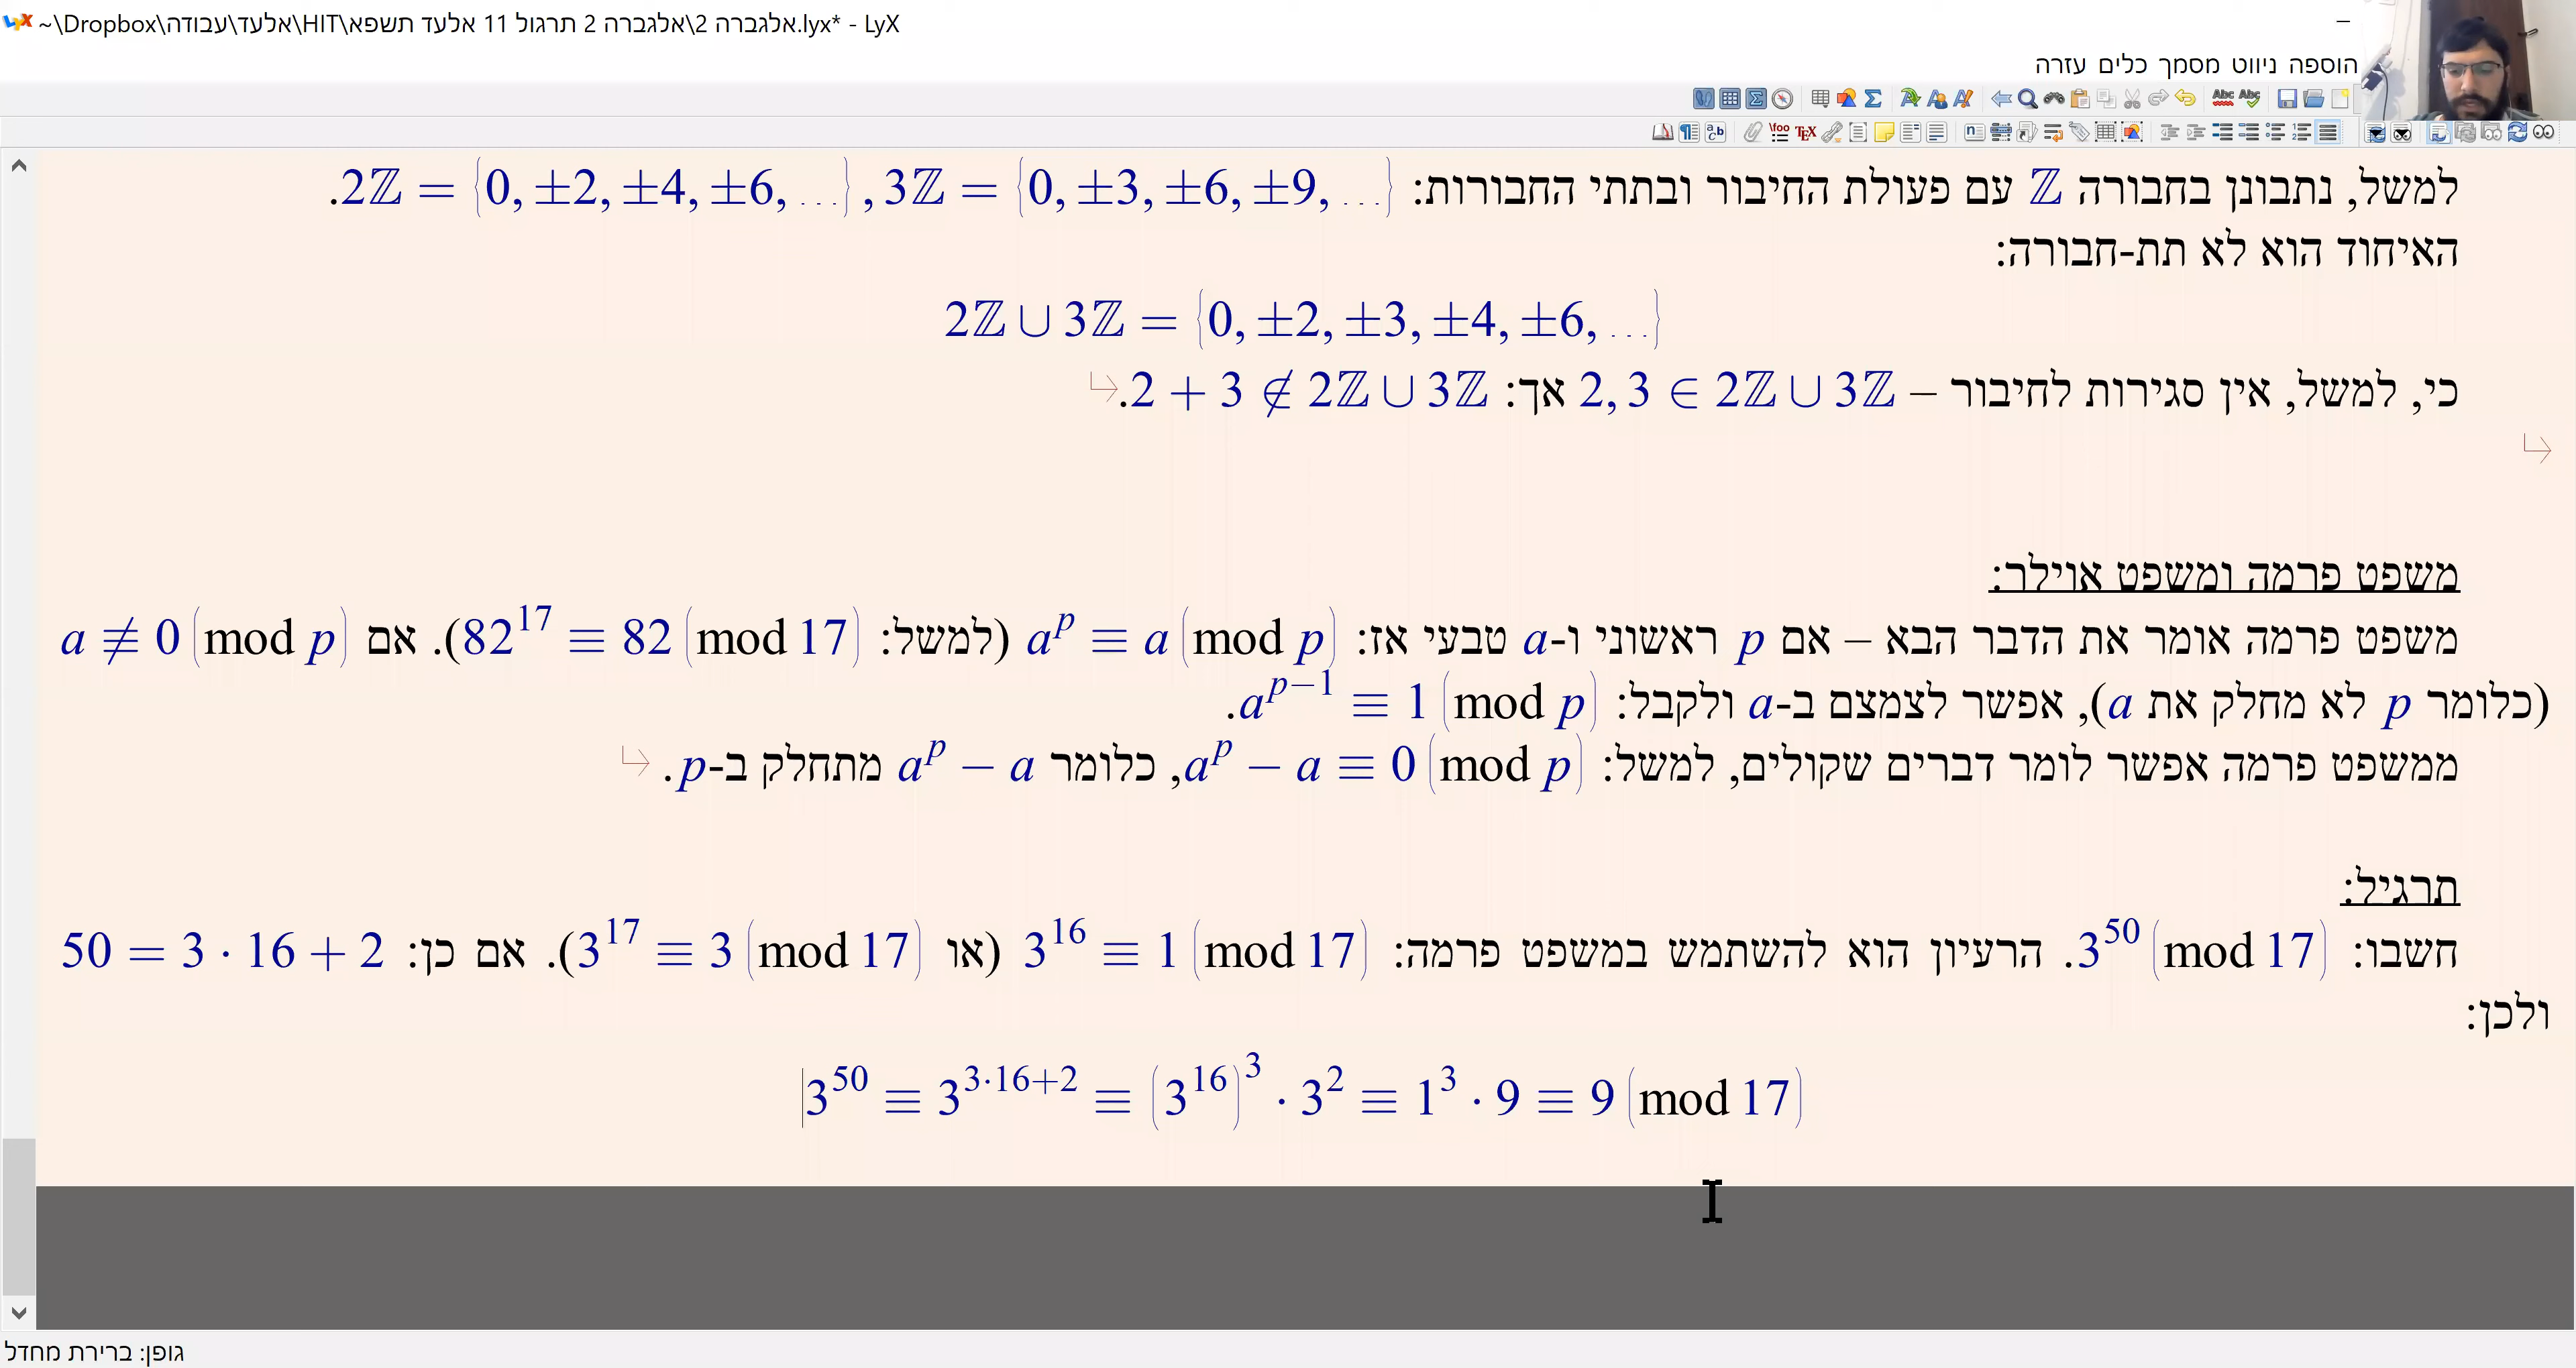 ~\Dropbox\אלגברה 2\אלגברה 2 תרגול 11 אלעד תשפא\HIT\אלעד\עבודה.lyx* - LyX
הוספה ניווט מסמך כלים עזרה
למשל, נתבונן בחבורה ℤ עם פעולת החיבור ובתתי החבורות: 2ℤ = {0, ±2, ±4, ±6, …}, 3ℤ = {0, ±3, ±6, ±9, …}.
האיחוד הוא לא תת-חבורה:
2ℤ ∪ 3ℤ = {0, ±2, ±3, ±4, ±6, …}
כי, למשל, אין סגירות לחיבור – 2, 3 ∈ 2ℤ ∪ 3ℤ אך: 2 + 3 ∉ 2ℤ ∪ 3ℤ.
משפט פרמה ומשפט אוילר:
משפט פרמה אומר את הדבר הבא – אם p ראשוני ו-a טבעי אז: a^p ≡ a (mod p) (למשל: 82^17 ≡ 82 (mod 17)). אם a ≢ 0 (mod p)
(כלומר p לא מחלק את a), אפשר לצמצם ב-a ולקבל: a^(p−1) ≡ 1 (mod p).
ממשפט פרמה אפשר לומר דברים שקולים, למשל: a^p − a ≡ 0 (mod p), כלומר a^p − a מתחלק ב-p.
תרגיל:
חשבו: 3^50 (mod 17). הרעיון הוא להשתמש במשפט פרמה: 3^16 ≡ 1 (mod 17) (או 3^17 ≡ 3 (mod 17)). אם כן: 50 = 3 · 16 + 2
ולכן:
3^50 ≡ 3^(3·16+2) ≡ (3^16)^3 · 3^2 ≡ 1^3 · 9 ≡ 9 (mod 17)
גופן: ברירת מחדל